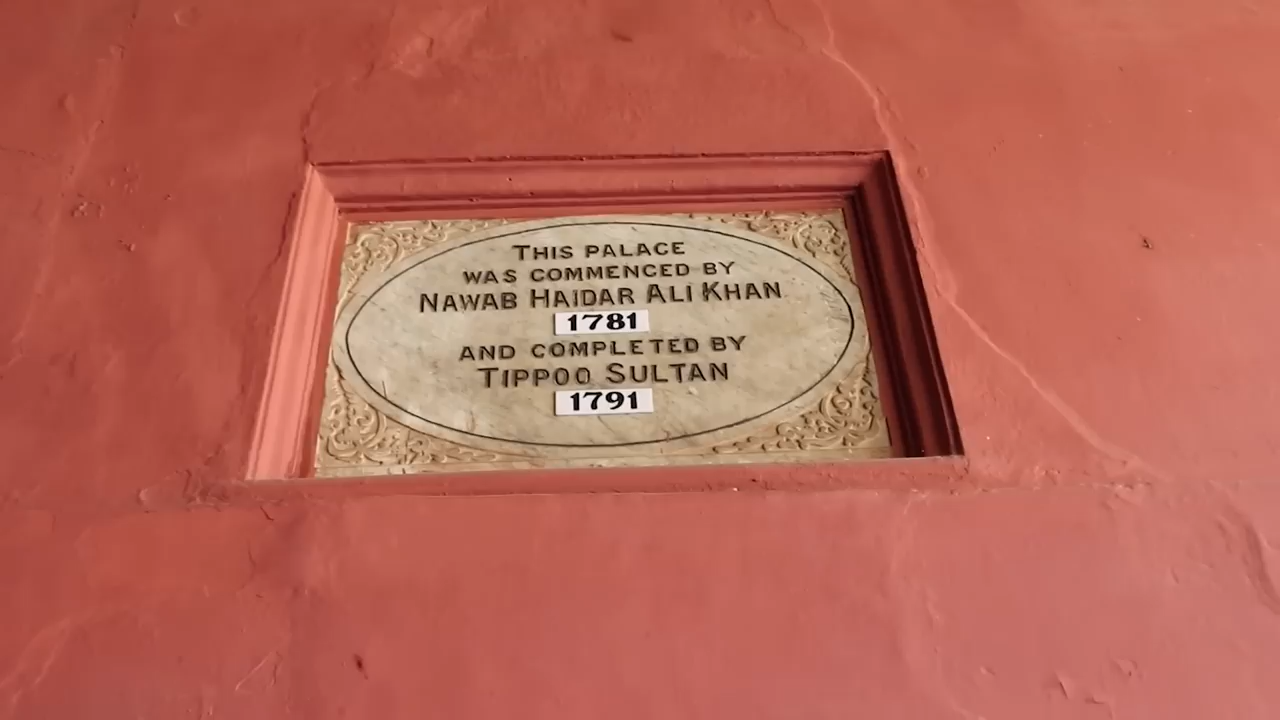 THIS PALACE
WAS COMMENCED BY
NAWAB HAIDAR ALI KHAN
1781
AND COMPLETED BY
TIPPOO SULTAN
1791